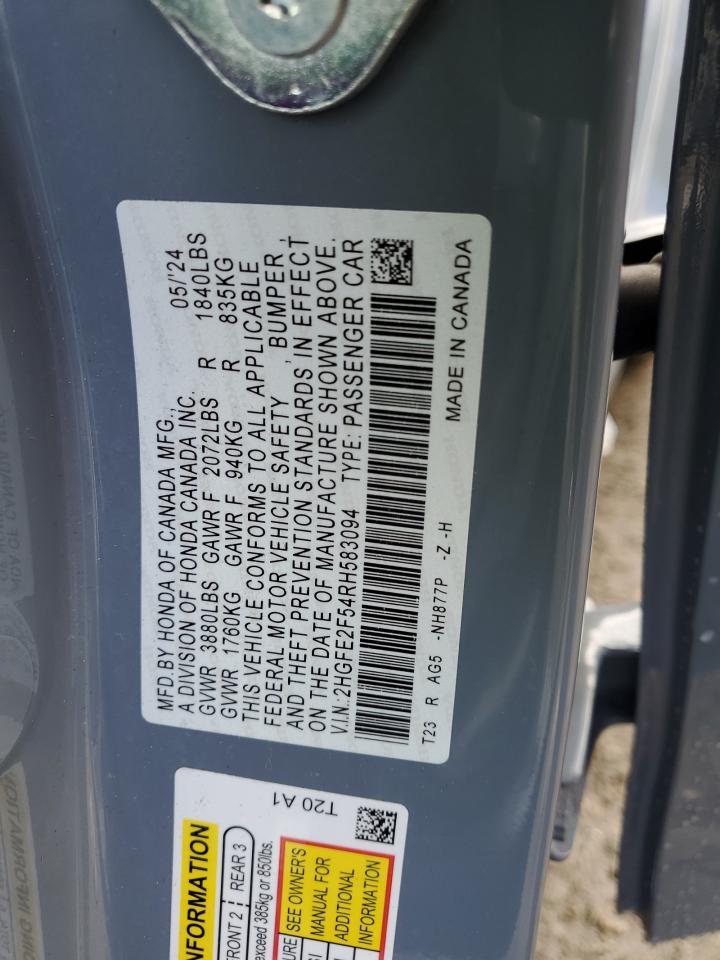 MFD.BY HONDA OF CANADA MFG.,
A DIVISION OF HONDA CANADA INC. 05/'24
GVWR 3880LBS GAWR F 2072LBS R 1840LBS
GVWR 1760KG GAWR F 940KG R 835KG
THIS VEHICLE CONFORMS TO ALL APPLICABLE
FEDERAL MOTOR VEHICLE SAFETY , BUMPER ,
AND THEFT PREVENTION STANDARDS IN EFFECT
ON THE DATE OF MANUFACTURE SHOWN ABOVE.
V.I.N.:2HGFE2F54RH583094 TYPE: PASSENGER CAR
T23 R AG5 -NH877P -Z -H MADE IN CANADA
T20 A1
FRONT 2 REAR 3
exceed 385kg or 850lbs.
SEE OWNER'S
MANUAL FOR
ADDITIONAL
INFORMATION